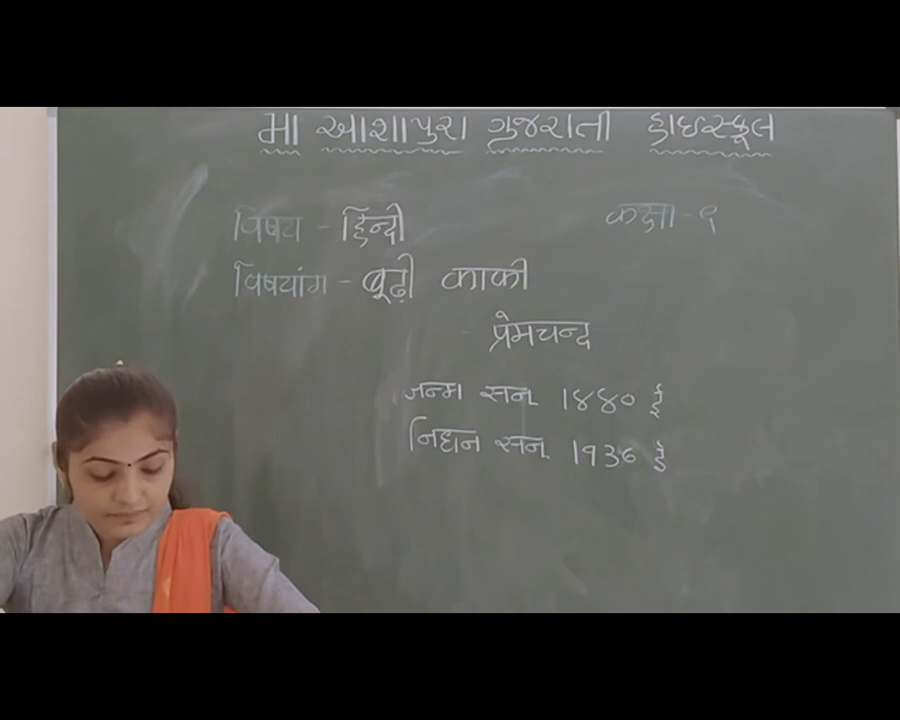 मा આશાપુરા ગુજરાતી હાઇસ્કૂલ
विषय - हिन्दी कक्षा - ९
विषयांग - बूढ़ी काकी
- प्रेमचन्द
जन्म सन् 1880 ई
निधन सन् 1936 ई